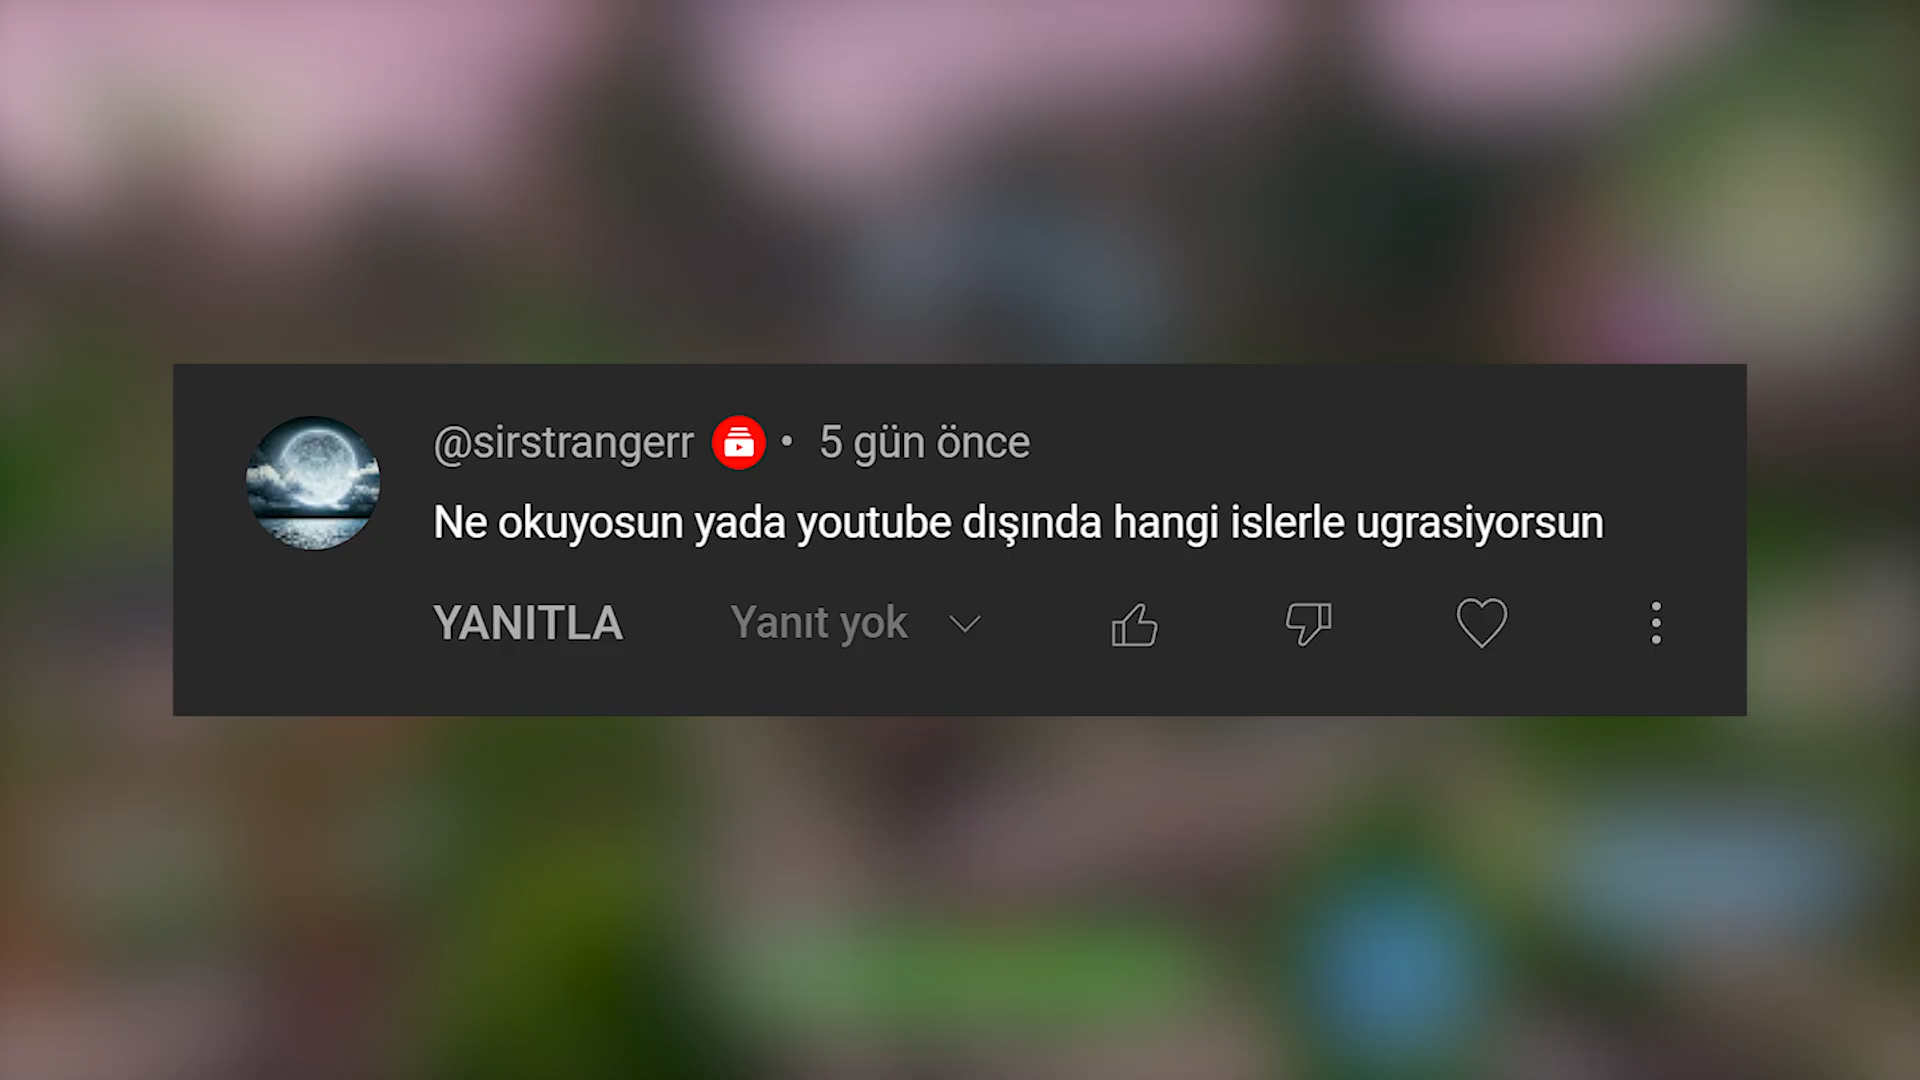 @sirstrangerr • 5 gün önce
Ne okuyosun yada youtube dışında hangi islerle ugrasiyorsun
YANITLA Yanıt yok